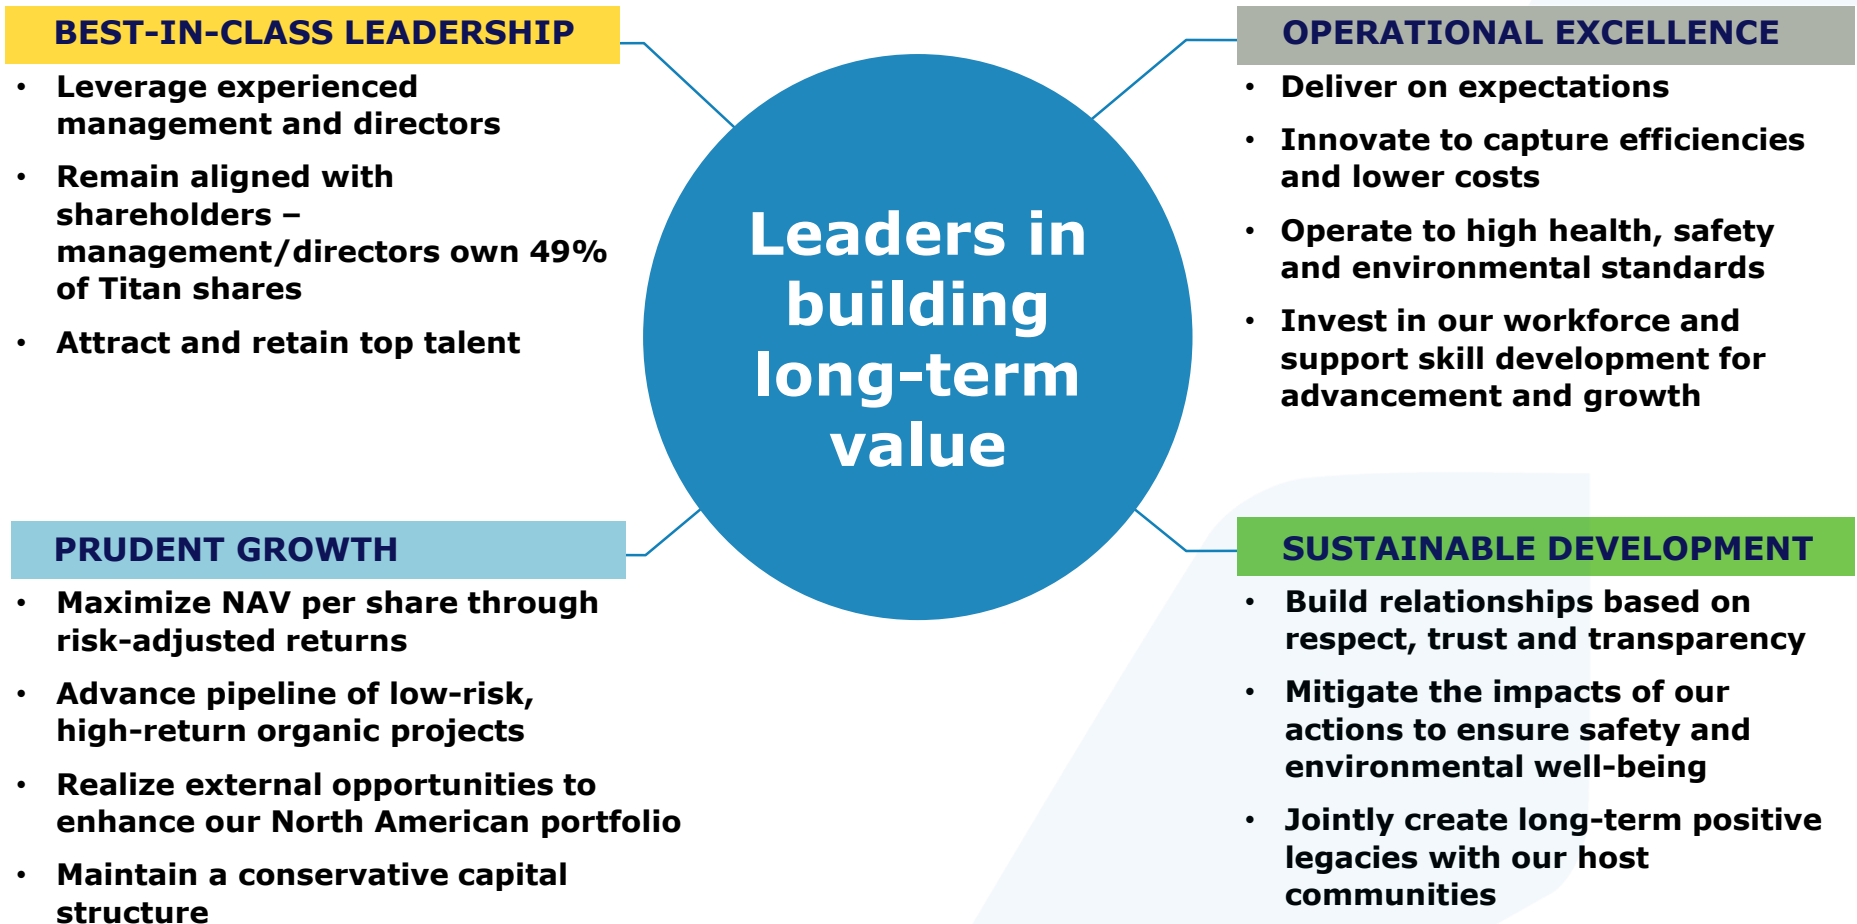 BEST-IN-CLASS LEADERSHIP
• Leverage experienced
management and directors
• Remain aligned with
shareholders –
management/directors own 49%
of Titan shares
• Attract and retain top talent
Leaders in
building
long-term
value
OPERATIONAL EXCELLENCE
• Deliver on expectations
• Innovate to capture efficiencies
and lower costs
• Operate to high health, safety
and environmental standards
• Invest in our workforce and
support skill development for
advancement and growth
PRUDENT GROWTH
• Maximize NAV per share through
risk-adjusted returns
• Advance pipeline of low-risk,
high-return organic projects
• Realize external opportunities to
enhance our North American portfolio
• Maintain a conservative capital
structure
SUSTAINABLE DEVELOPMENT
• Build relationships based on
respect, trust and transparency
• Mitigate the impacts of our
actions to ensure safety and
environmental well-being
• Jointly create long-term positive
legacies with our host
communities